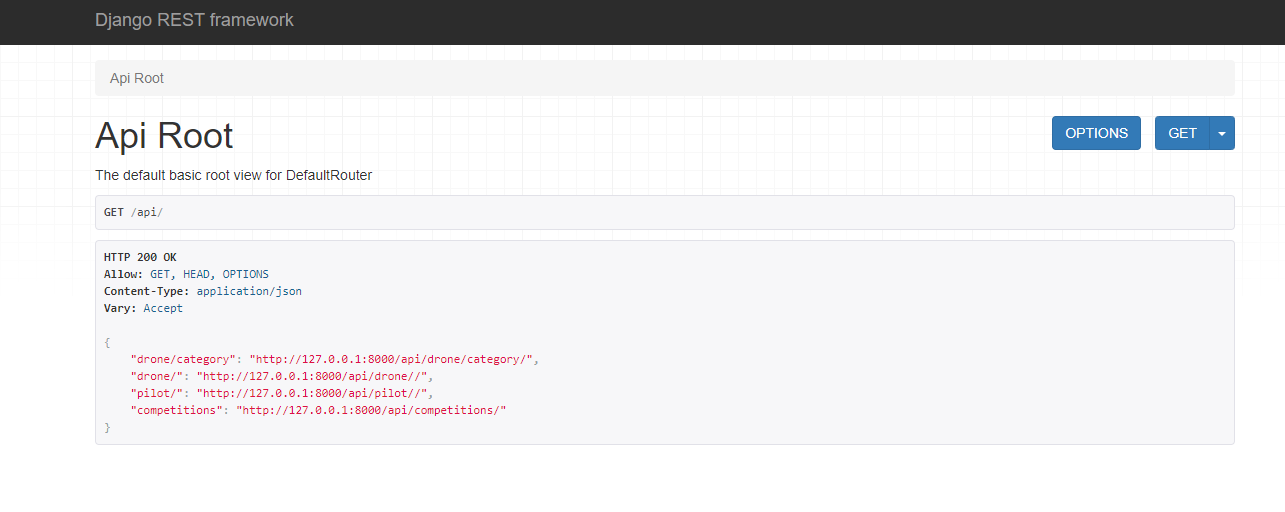 Django REST framework
Api Root
Api Root
OPTIONS
GET
The default basic root view for DefaultRouter
GET /api/
HTTP 200 OK
Allow: GET, HEAD, OPTIONS
Content-Type: application/json
Vary: Accept
{
    "drone/category": "http://127.0.0.1:8000/api/drone/category/",
    "drone/": "http://127.0.0.1:8000/api/drone//",
    "pilot/": "http://127.0.0.1:8000/api/pilot//",
    "competitions": "http://127.0.0.1:8000/api/competitions/"
}